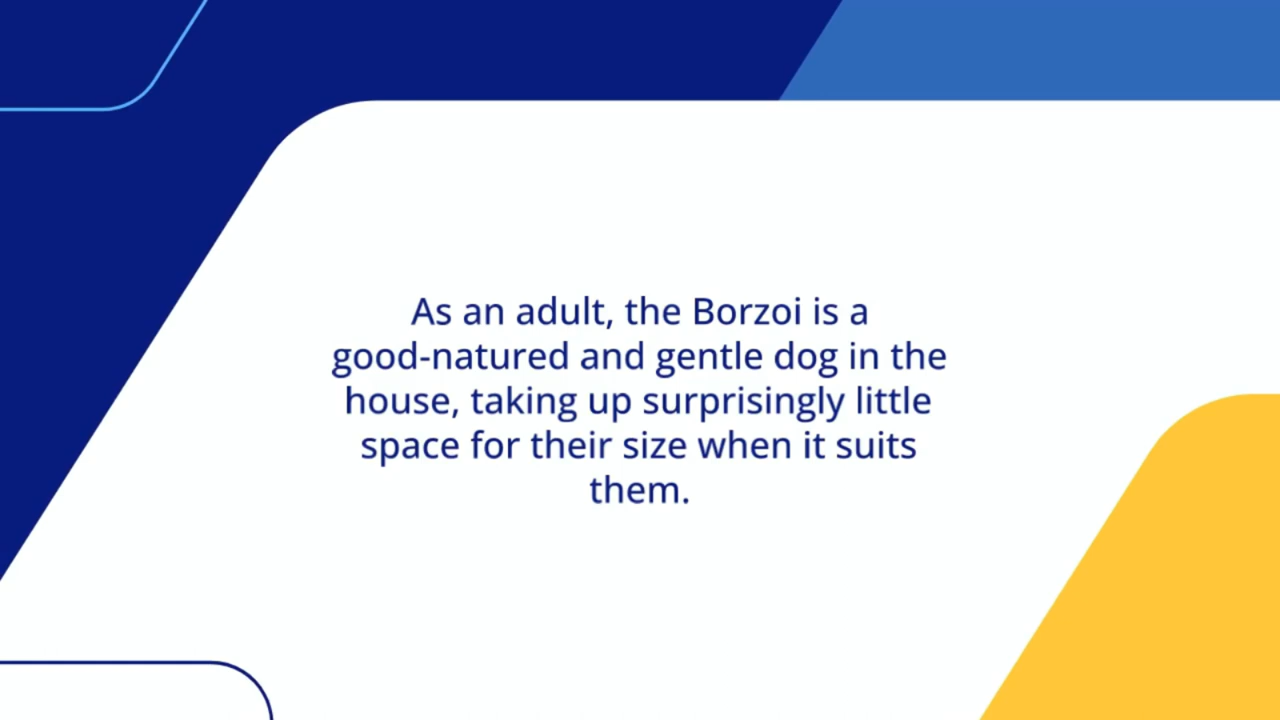 As an adult, the Borzoi is a
good-natured and gentle dog in the
house, taking up surprisingly little
space for their size when it suits
them.